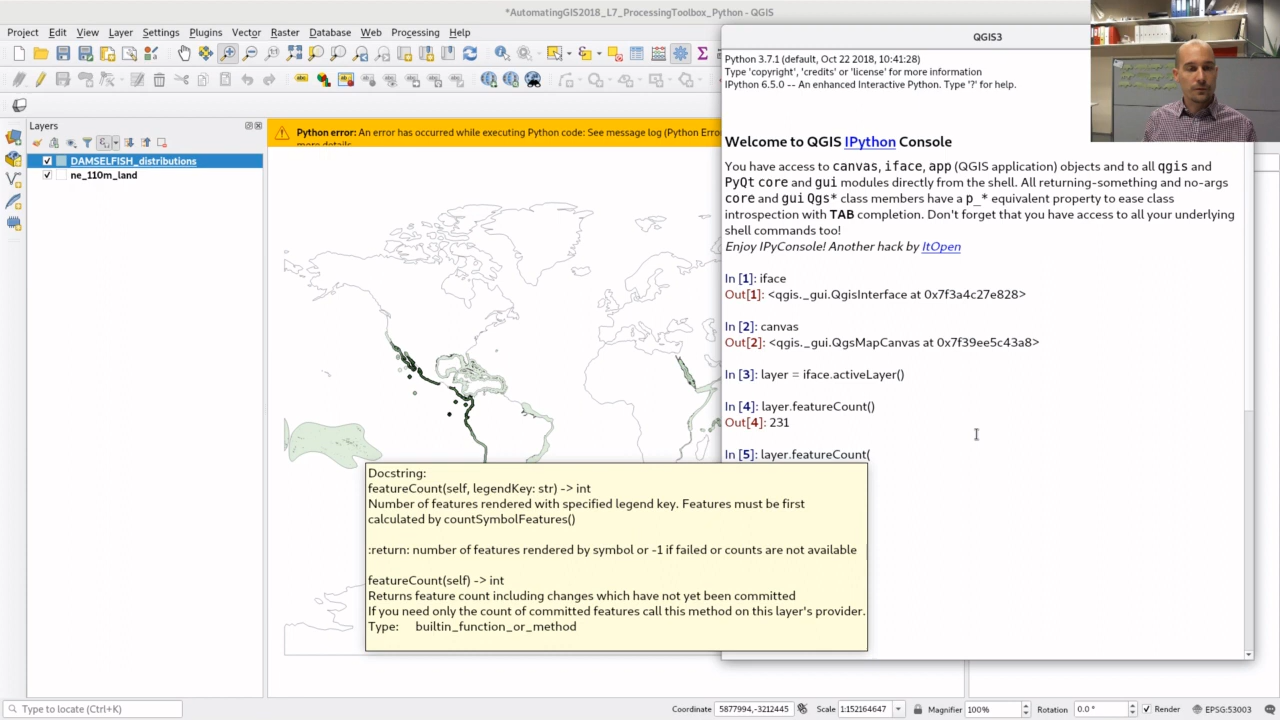 *AutomatingGIS2018_L7_ProcessingToolbox_Python - QGIS
Project Edit View Layer Settings Plugins Vector Raster Database Web Processing Help
QGIS3
Python 3.7.1 (default, Oct 22 2018, 10:41:28)
Type 'copyright', 'credits' or 'license' for more information
IPython 6.5.0 -- An enhanced Interactive Python. Type '?' for help.
Layers
Python error: An error has occurred while executing Python code: See message log (Python Erro
more details
DAMSELFISH_distributions
ne_110m_land
Welcome to QGIS IPython Console
You have access to canvas, iface, app (QGIS application) objects and to all qgis and
PyQt core and gui modules directly from the shell. All returning-something and no-args
core and gui Qgs* class members have a p_* equivalent property to ease class
introspection with TAB completion. Don't forget that you have access to all your underlying
shell commands too!
Enjoy IPyConsole! Another hack by ItOpen
In [1]: iface
Out[1]: <qgis._gui.QgisInterface at 0x7f3a4c27e828>
In [2]: canvas
Out[2]: <qgis._gui.QgsMapCanvas at 0x7f39ee5c43a8>
In [3]: layer = iface.activeLayer()
In [4]: layer.featureCount()
Out[4]: 231
In [5]: layer.featureCount(
Docstring:
featureCount(self, legendKey: str) -> int
Number of features rendered with specified legend key. Features must be first
calculated by countSymbolFeatures()
:return: number of features rendered by symbol or -1 if failed or counts are not available
featureCount(self) -> int
Returns feature count including changes which have not yet been committed
If you need only the count of committed features call this method on this layer's provider.
Type: builtin_function_or_method
Type to locate (Ctrl+K)
Coordinate 5877994,-3212445 Scale 1:152164647 Magnifier 100% Rotation 0.0 ° Render EPSG:53003